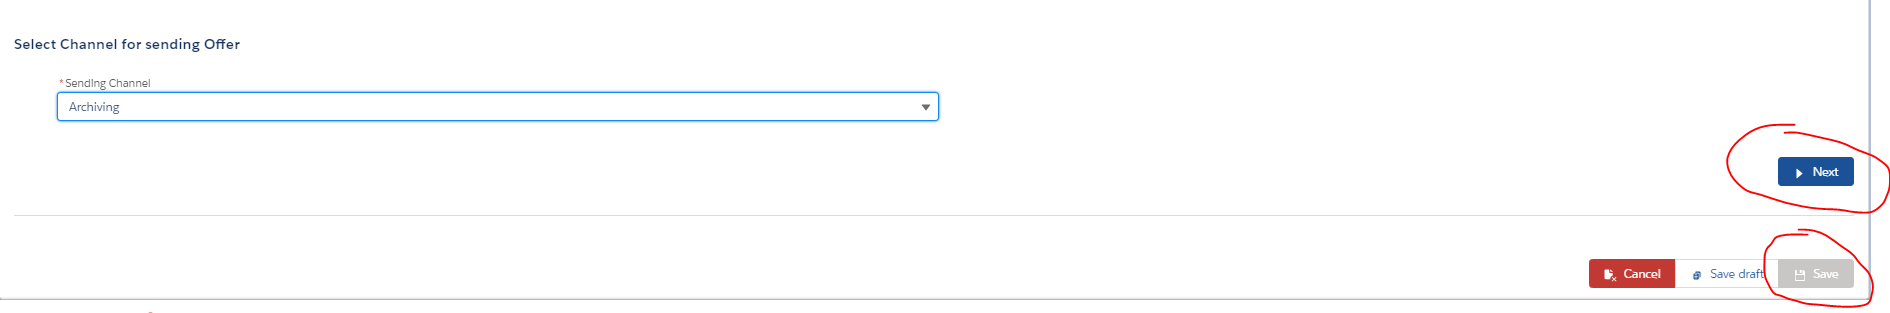 Select Channel for sending Offer
*Sending Channel
Archiving
Next
Cancel Save draft Save